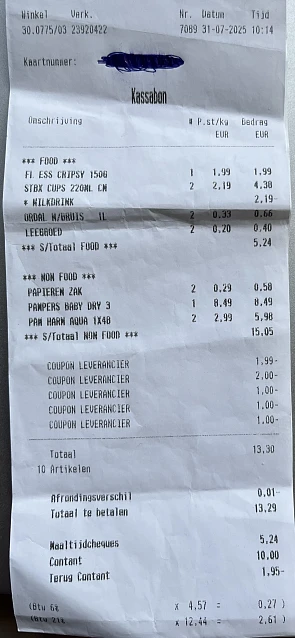 Winkel Verk. Nr. Datum Tijd
30.0775/03 23920422 7089 31-07-2025 10:14
Kaartnummer:
Kassabon
Omschrijving # P.st/kg Bedrag
EUR EUR
*** FOOD ***
FL ESS CRIPSY 150G 1 1,99 1.99
STBX CUPS 220ML CN 2 2,19 4.38
* MILKDRINK 2,19-
ORDAL W/BRUIS 1L 2 0.33 0.66
LEEGGOED 2 0.20 0.40
*** S/Totaal FOOD *** 5.24
*** NON FOOD ***
PAPIEREN ZAK 2 0.29 0.58
PAMPERS BABY DRY 3 1 8.49 8.49
PAM HARM AQUA 1X48 2 2,99 5,98
*** S/Totaal NON FOOD *** 15.05
COUPON LEVERANCIER 1.99-
COUPON LEVERANCIER 2.00-
COUPON LEVERANCIER 1.00-
COUPON LEVERANCIER 1.00-
COUPON LEVERANCIER 1.00-
Totaal 13,30
10 Artikelen
Afrondingsverschil 0,01-
Totaal te betalen 13,29
Maaltijdcheques 5,24
Contant 10,00
Terug Contant 1,95-
(Btw 6% x 4,57 = 0,27 )
(Btw 21% x 12,44 = 2,61 )